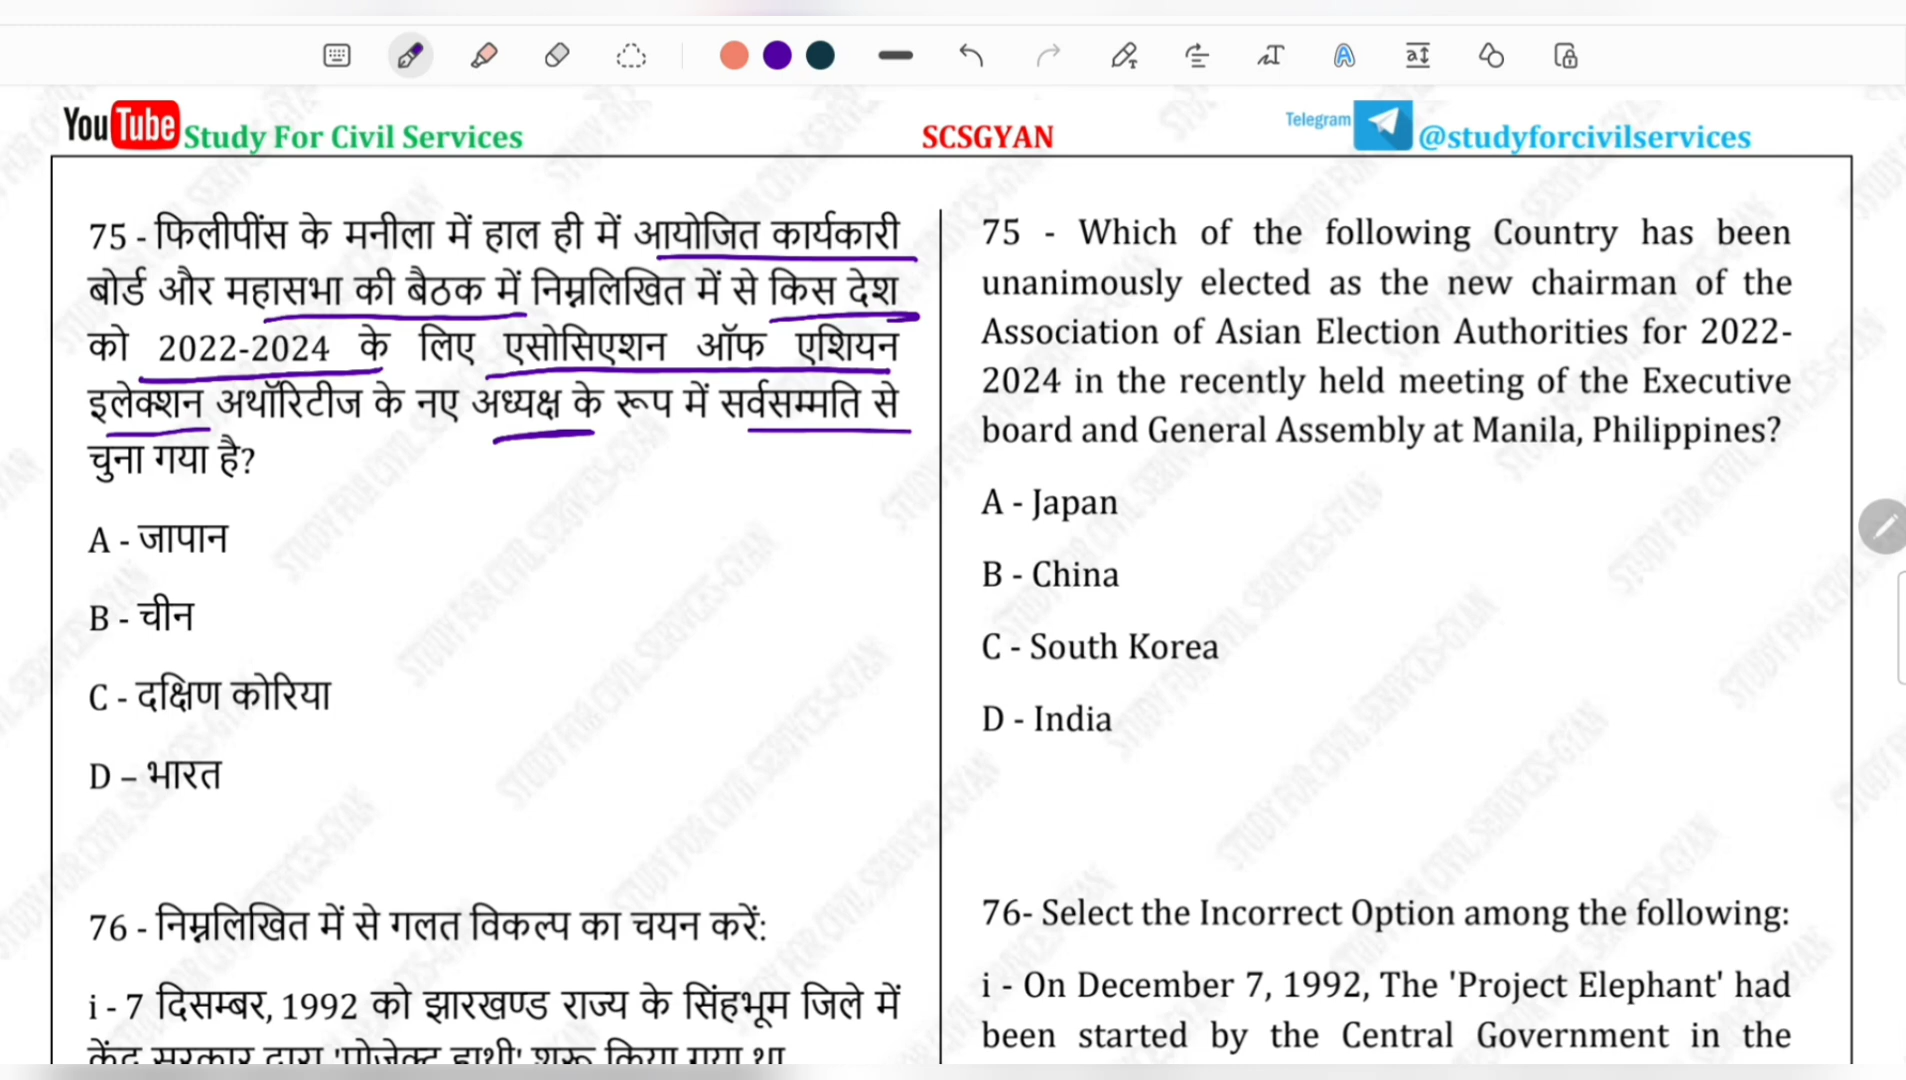 YouTube Study For Civil Services
SCSGYAN
Telegram @studyforcivilservices
75 - फिलीपींस के मनीला में हाल ही में आयोजित कार्यकारी
बोर्ड और महासभा की बैठक में निम्नलिखित में से किस देश
को 2022-2024 के लिए एसोसिएशन ऑफ एशियन
इलेक्शन अथॉरिटीज के नए अध्यक्ष के रूप में सर्वसम्मति से
चुना गया है?
A - जापान
B - चीन
C - दक्षिण कोरिया
D – भारत
76 - निम्नलिखित में से गलत विकल्प का चयन करें:
i - 7 दिसम्बर, 1992 को झारखण्ड राज्य के सिंहभूम जिले में
केंद्र सरकार द्वारा 'प्रोजेक्ट हाथी' शुरू किया गया था
75 - Which of the following Country has been
unanimously elected as the new chairman of the
Association of Asian Election Authorities for 2022-
2024 in the recently held meeting of the Executive
board and General Assembly at Manila, Philippines?
A - Japan
B - China
C - South Korea
D - India
76- Select the Incorrect Option among the following:
i - On December 7, 1992, The 'Project Elephant' had
been started by the Central Government in the